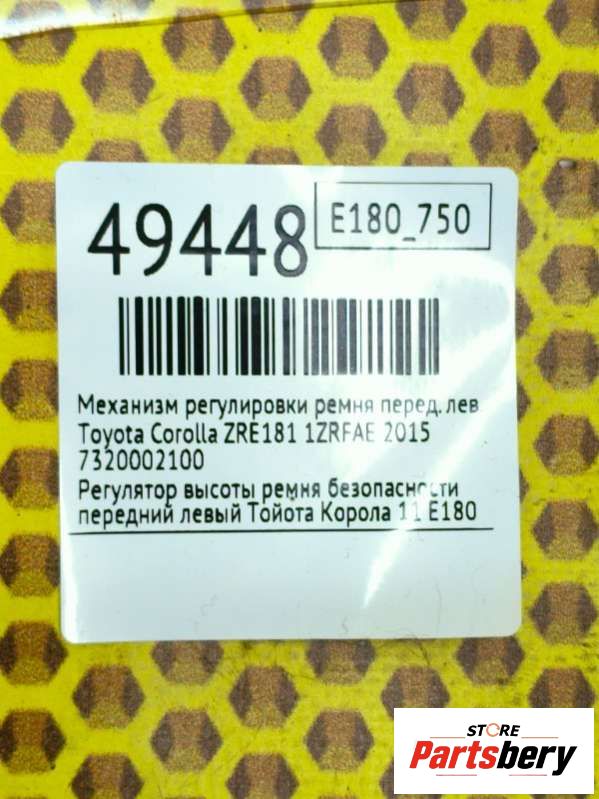 49448
E180_750
Механизм регулировки ремня перед. лев
Toyota Corolla ZRE181 1ZRFAE 2015
7320002100
Регулятор высоты ремня безопасности
передний левый Тойота Корола 11 E180
STORE
Partsbery